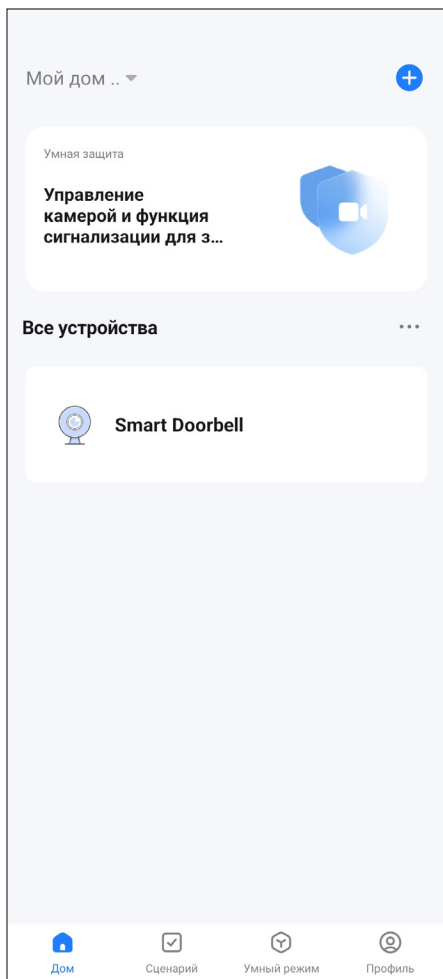 Мой дом ..
Умная защита
Управление
камерой и функция
сигнализации для з...
Все устройства
Smart Doorbell
Дом
Сценарий
Умный режим
Профиль